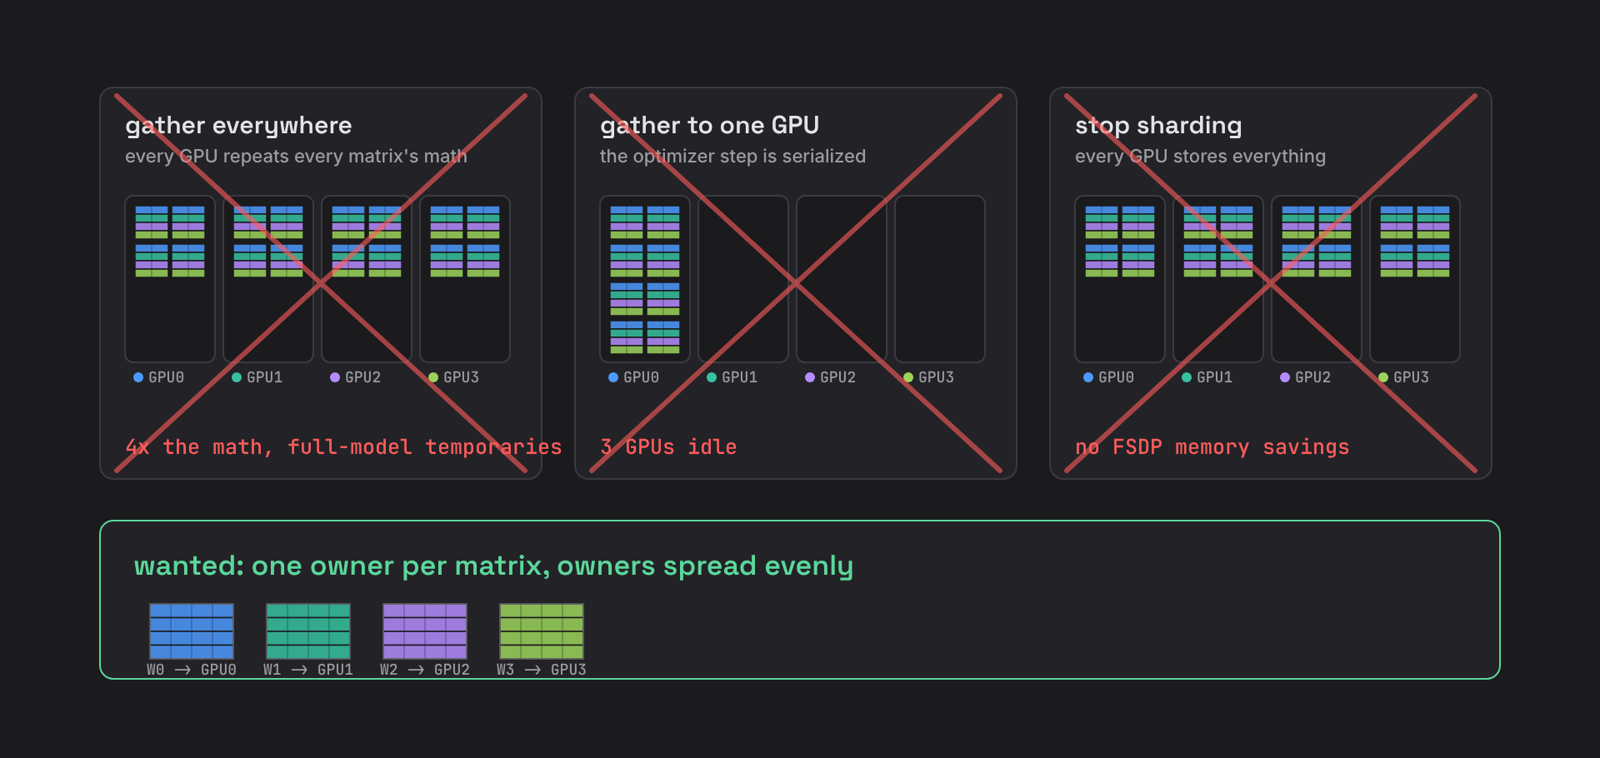 gather everywhere
every GPU repeats every matrix's math
GPU0 GPU1 GPU2 GPU3
4x the math, full-model temporaries
gather to one GPU
the optimizer step is serialized
GPU0 GPU1 GPU2 GPU3
3 GPUs idle
stop sharding
every GPU stores everything
GPU0 GPU1 GPU2 GPU3
no FSDP memory savings
wanted: one owner per matrix, owners spread evenly
W0 → GPU0 W1 → GPU1 W2 → GPU2 W3 → GPU3